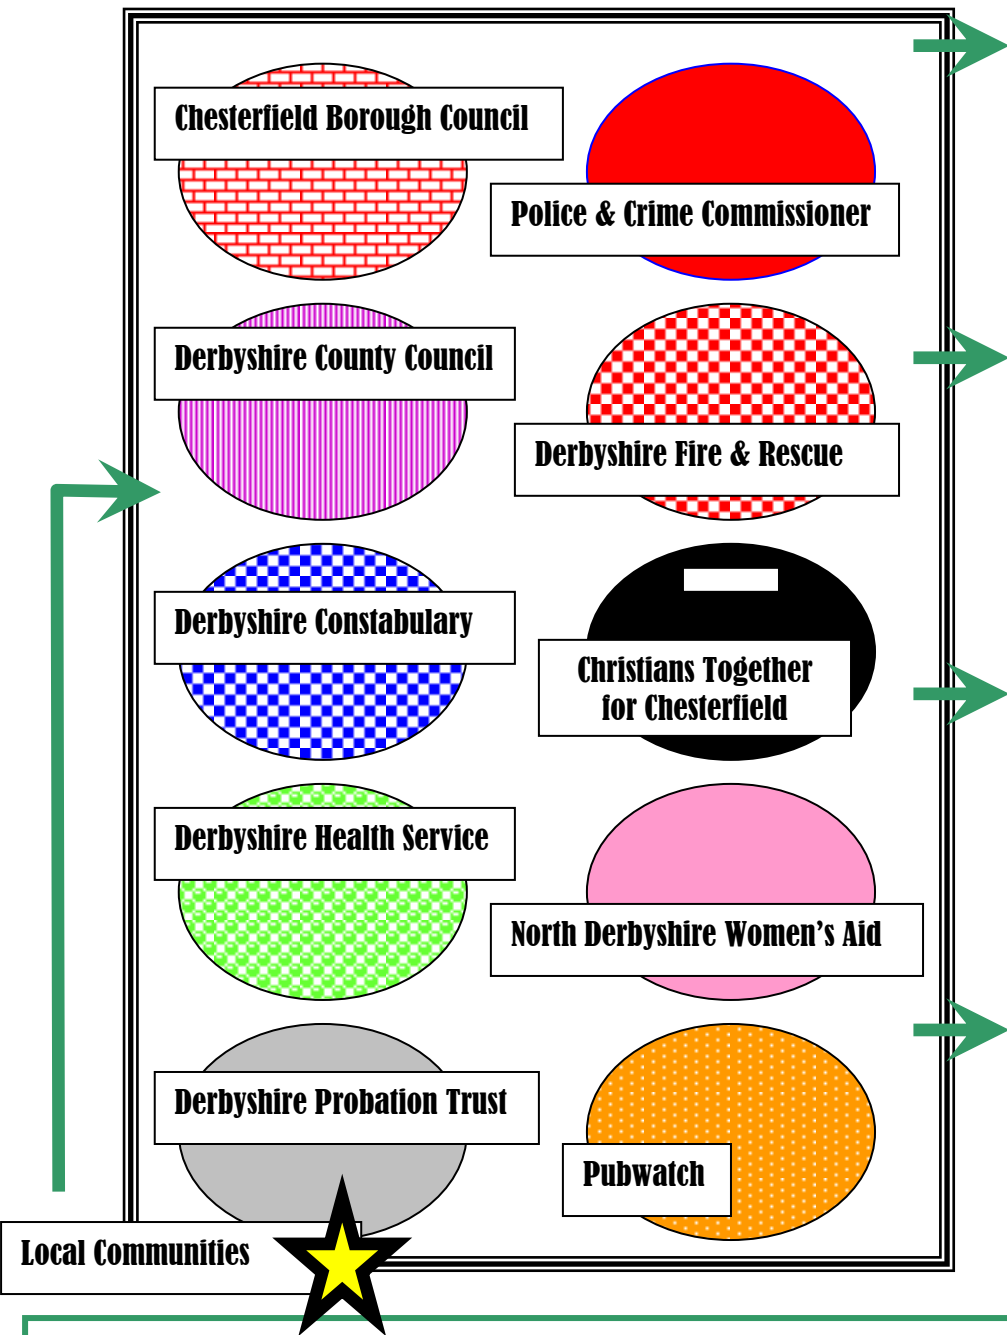 Chesterfield Borough Council
Police & Crime Commissioner
Derbyshire County Council
Derbyshire Fire & Rescue
Derbyshire Constabulary
Christians Together
for Chesterfield
Derbyshire Health Service
North Derbyshire Women’s Aid
Derbyshire Probation Trust
Pubwatch
Local Communities